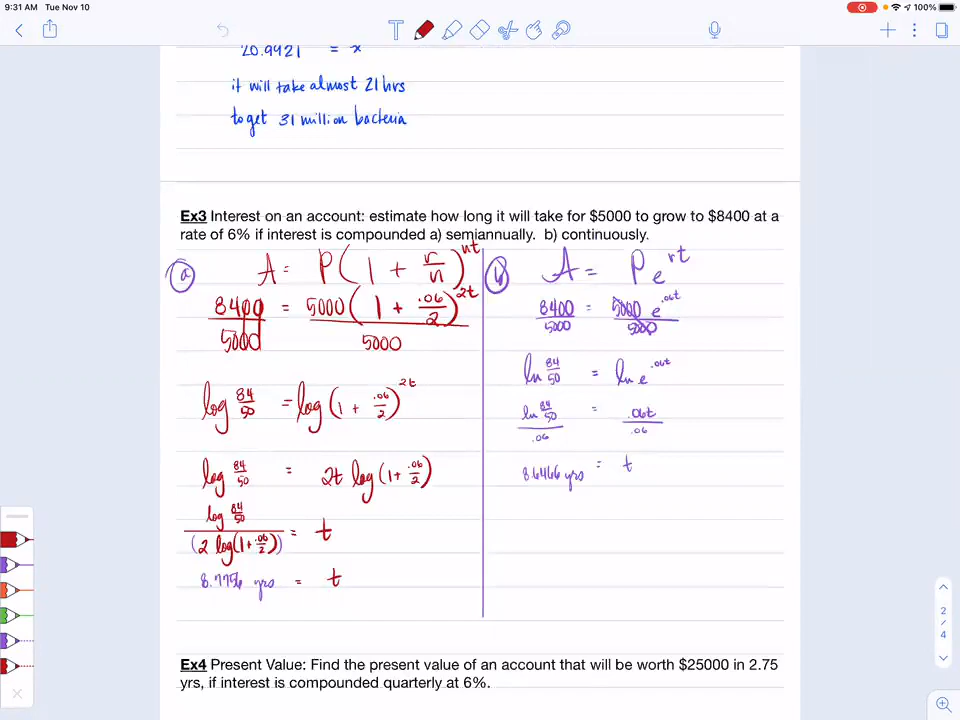 9:31 AM Tue Nov 10
100%
20.9921 = x
it will take almost 21 hrs
to get 31 million bacteria
Ex3 Interest on an account: estimate how long it will take for $5000 to grow to $8400 at a
rate of 6% if interest is compounded a) semiannually. b) continuously.
(a) A = P(1 + r/n)^nt
8400/5000 = 5000(1 + .06/2)^2t/5000
log 84/50 = log(1 + .06/2)^2t
log 84/50 = 2t log(1 + .06/2)
log 84/50/(2 log(1 + .06/2)) = t
8.7756 yrs = t
(b) A = Pe^rt
8400/5000 = 5000 e^.06t/5000
ln 84/50 = ln e^.06t
ln 84/50/.06 = .06t/.06
8.6466 yrs = t
Ex4 Present Value: Find the present value of an account that will be worth $25000 in 2.75
yrs, if interest is compounded quarterly at 6%.
2
/
4